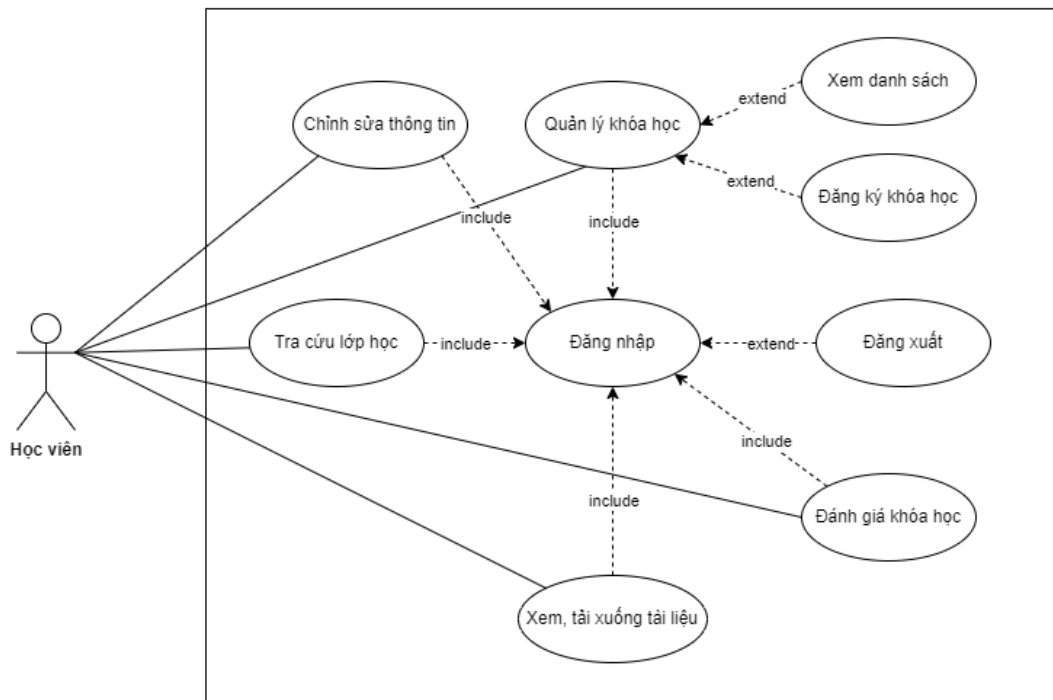 Xem danh sách
Chỉnh sửa thông tin
Quản lý khóa học
extend
extend
Đăng ký khóa học
include
include
Tra cứu lớp học
include
Đăng nhập
extend
Đăng xuất
Học viên
include
include
Đánh giá khóa học
Xem, tải xuống tài liệu